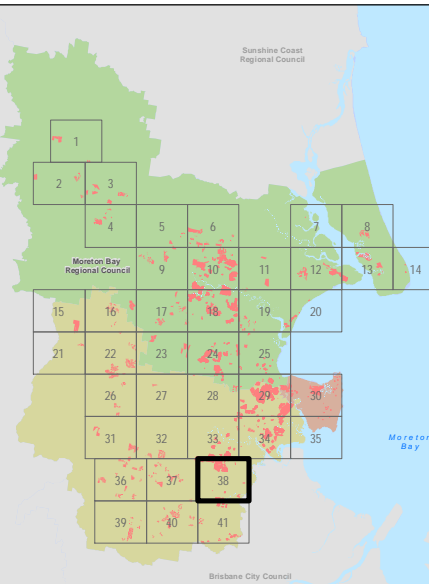 Sunshine Coast
Regional Council
1
2 3
4 5 6 7 8
Moreton Bay
Regional Council
9 10 11 12 13 14
15 16 17 18 19 20
21 22 23 24 25
26 27 28 29 30
31 32 33 34 35
Moreton
Bay
36 37 38
39 40 41
Brisbane City Council